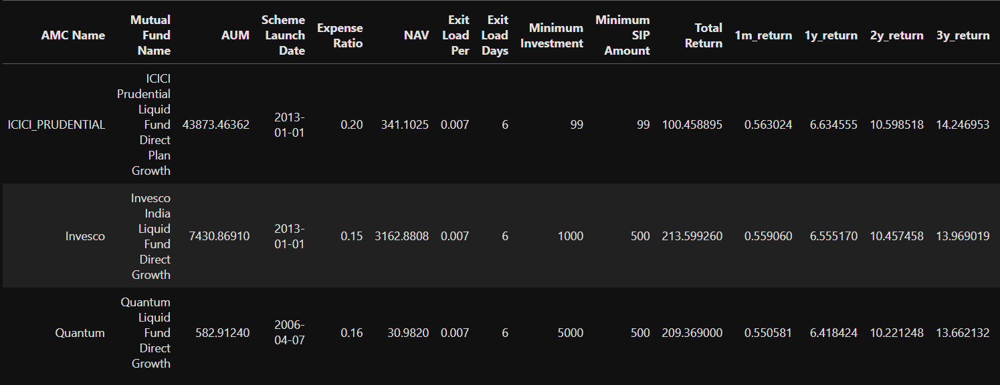 AMC Name Mutual Fund Name AUM Scheme Launch Date Expense Ratio NAV Exit Load Per Exit Load Days Minimum Investment Minimum SIP Amount Total Return 1m_return 1y_return 2y_return 3y_return
ICICI_PRUDENTIAL ICICI Prudential Liquid Fund Direct Plan Growth 43873.46362 2013-01-01 0.20 341.1025 0.007 6 99 99 100.458895 0.563024 6.634555 10.598518 14.246953
Invesco Invesco India Liquid Fund Direct Growth 7430.86910 2013-01-01 0.15 3162.8808 0.007 6 1000 500 213.599260 0.559060 6.555170 10.457458 13.969019
Quantum Quantum Liquid Fund Direct Growth 582.91240 2006-04-07 0.16 30.9820 0.007 6 5000 500 209.369000 0.550581 6.418424 10.221248 13.662132